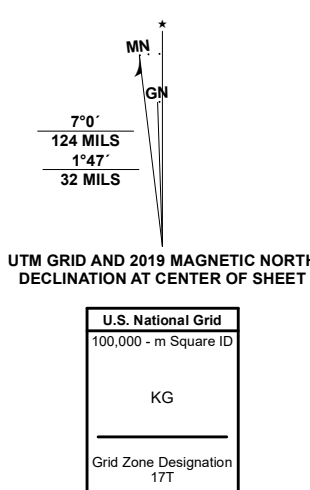 MN
GN
7°0´
124 MILS
1°47´
32 MILS
UTM GRID AND 2019 MAGNETIC NORTH
DECLINATION AT CENTER OF SHEET
U.S. National Grid
100,000 - m Square ID
KG
Grid Zone Designation
17T